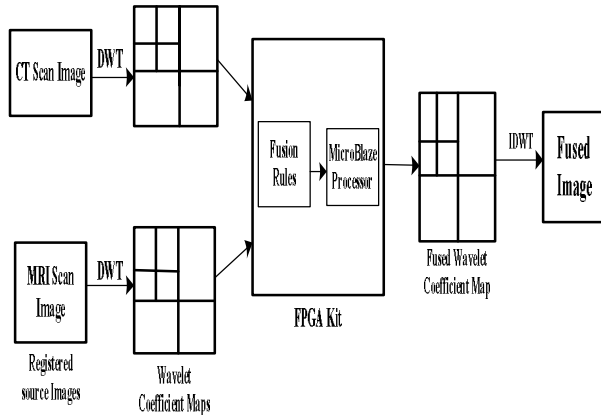 CT Scan Image
DWT
MRI Scan
Image
DWT
Registered
source Images
Wavelet
Coefficient Maps
Fusion
Rules
MicroBlaze
Processor
FPGA Kit
Fused Wavelet
Coefficient Map
IDWT
Fused
Image